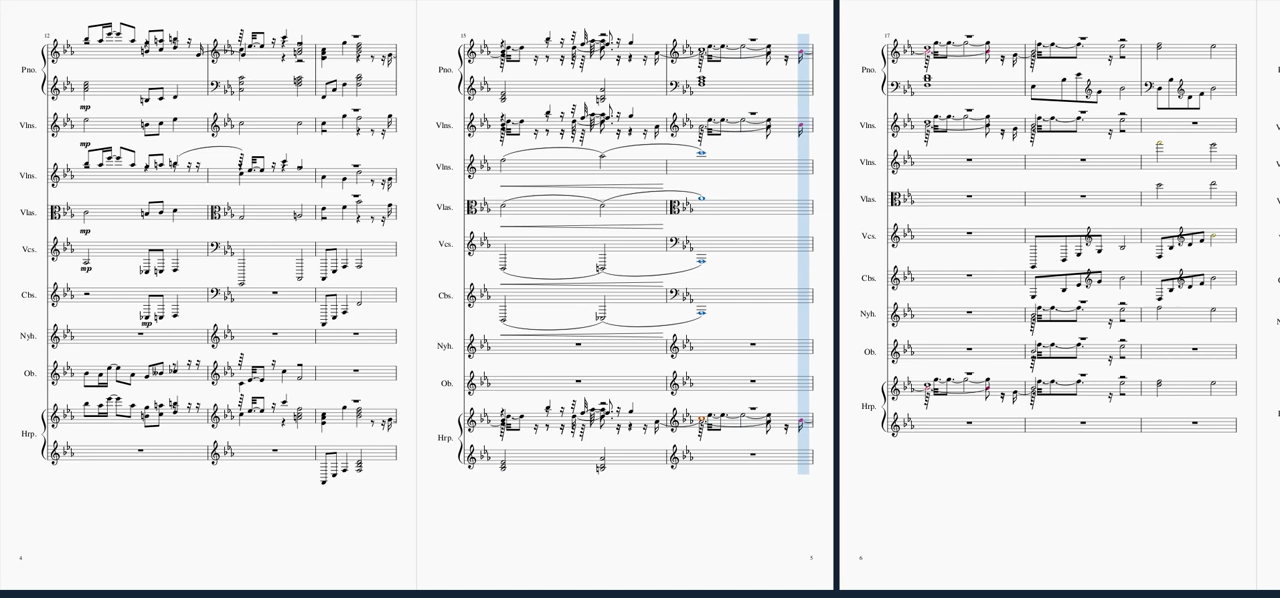 12
Pno.
mp
Vlns.
mp
Vlns.
Vlas.
mp
Vcs.
mp
Cbs.
mp
Nyh.
Ob.
Hrp.
4
15
Pno.
Vlns.
Vlns.
Vlas.
Vcs.
Cbs.
Nyh.
Ob.
Hrp.
5
17
Pno.
Vlns.
Vlns.
Vlas.
Vcs.
Cbs.
Nyh.
Ob.
Hrp.
6